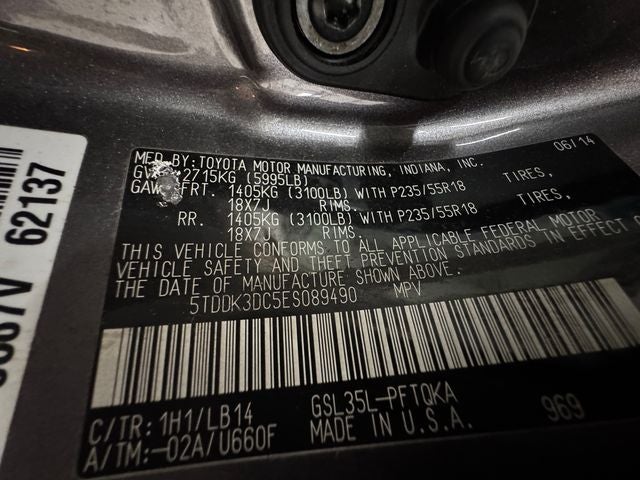 MFD. BY: TOYOTA MOTOR MANUFACTURING, INDIANA, INC. 06/14
2715KG (5995LB)
FRT. 1405KG (3100LB) WITH P235/55R18 TIRES,
18X7J RIMS.
RR. 1405KG (3100LB) WITH P235/55R18 TIRES,
18X7J RIMS.
THIS VEHICLE CONFORMS TO ALL APPLICABLE FEDERAL MOTOR
VEHICLE SAFETY AND THEFT PREVENTION STANDARDS IN EFFECT
THE DATE OF MANUFACTURE SHOWN ABOVE.
5TDDK3DC5ES089490 MPV
C/TR: 1H1/LB14 GSL35L-PFTQKA
A/TM:-02A/U660F MADE IN U.S.A. 969
62137